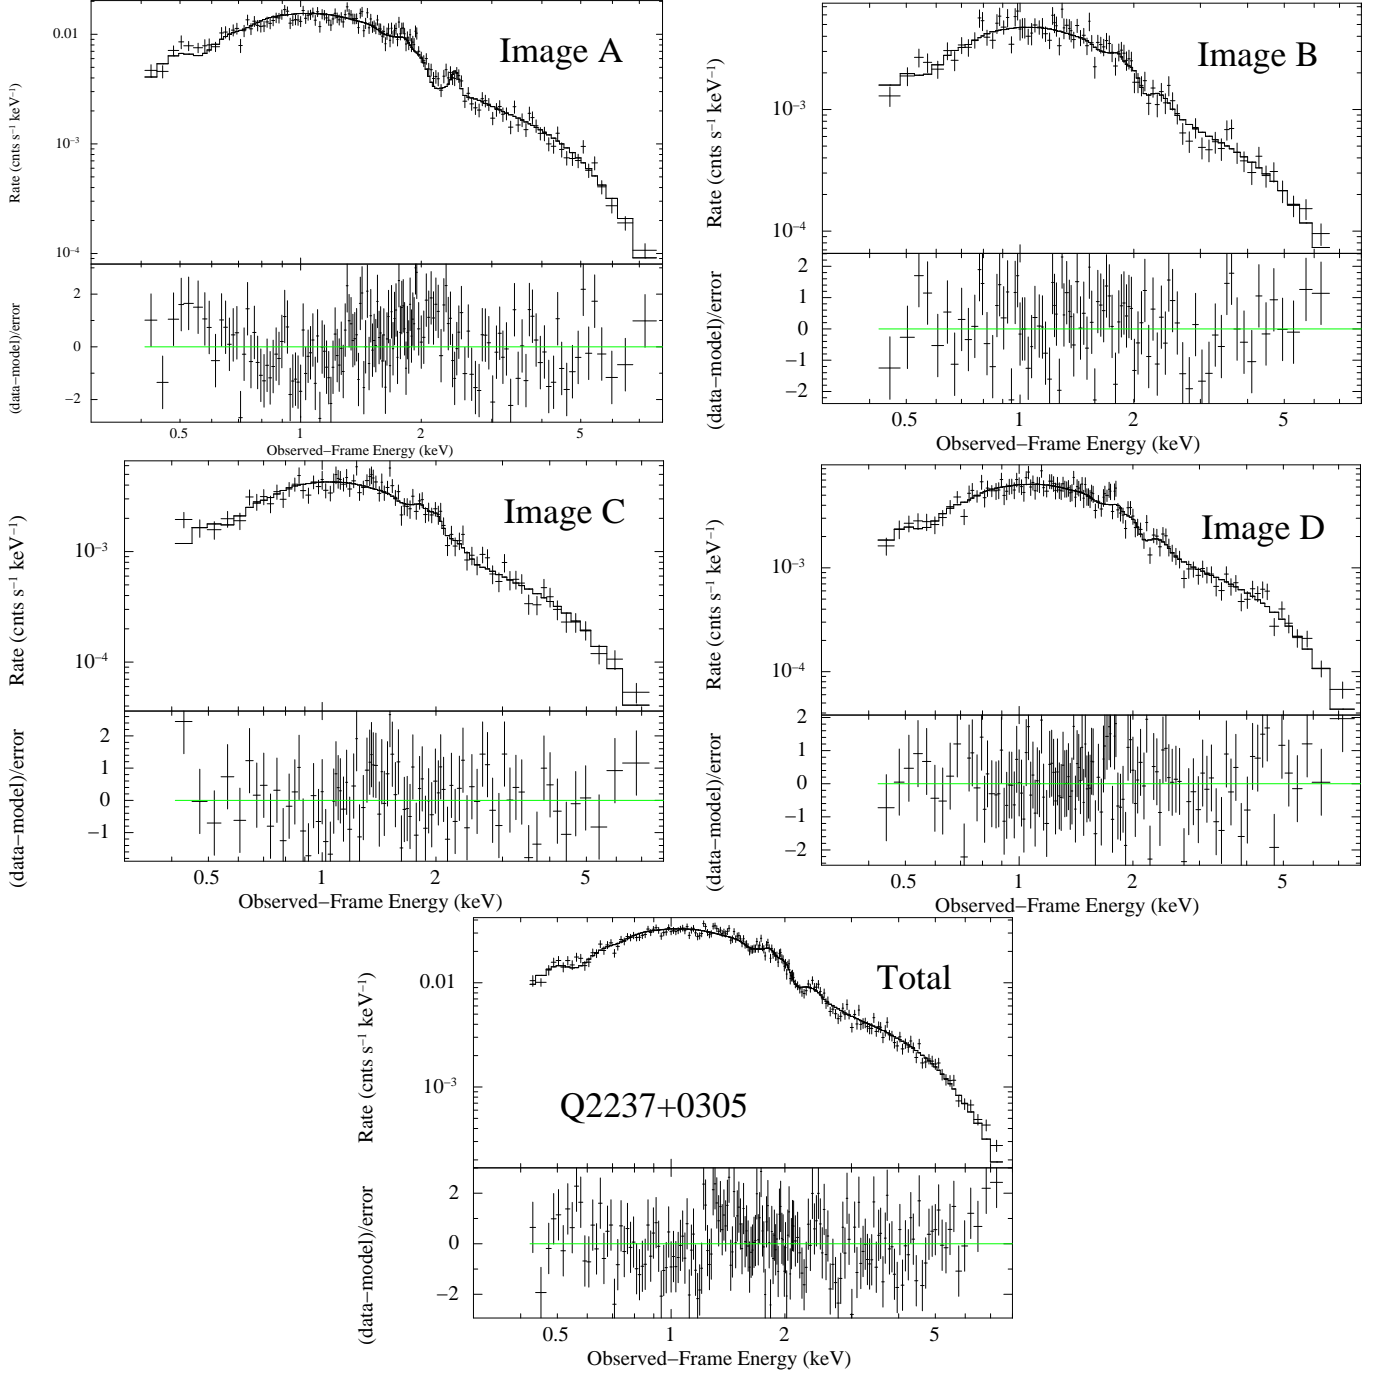 Image A
Rate (cnts s⁻¹ keV⁻¹)
0.01
10⁻³
10⁻⁴
(data−model)/error
2
0
−2
0.5 1 2 5
Observed−Frame Energy (keV)
Image B
Rate (cnts s⁻¹ keV⁻¹)
10⁻³
10⁻⁴
(data−model)/error
2
1
0
−1
−2
0.5 1 2 5
Observed−Frame Energy (keV)
Image C
Rate (cnts s⁻¹ keV⁻¹)
10⁻³
10⁻⁴
(data−model)/error
2
1
0
−1
0.5 1 2 5
Observed−Frame Energy (keV)
Image D
Rate (cnts s⁻¹ keV⁻¹)
10⁻³
10⁻⁴
(data−model)/error
2
1
0
−1
−2
0.5 1 2 5
Observed−Frame Energy (keV)
Total
Q2237+0305
Rate (cnts s⁻¹ keV⁻¹)
0.01
10⁻³
(data−model)/error
2
0
−2
0.5 1 2 5
Observed−Frame Energy (keV)